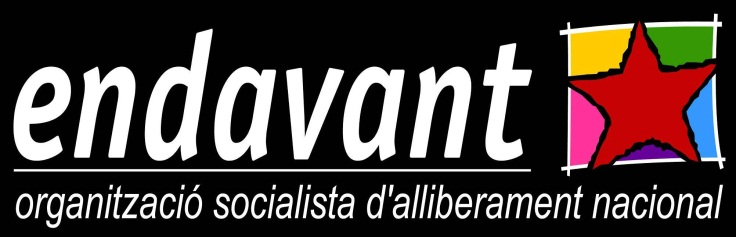 endavant
organització socialista d'alliberament nacional